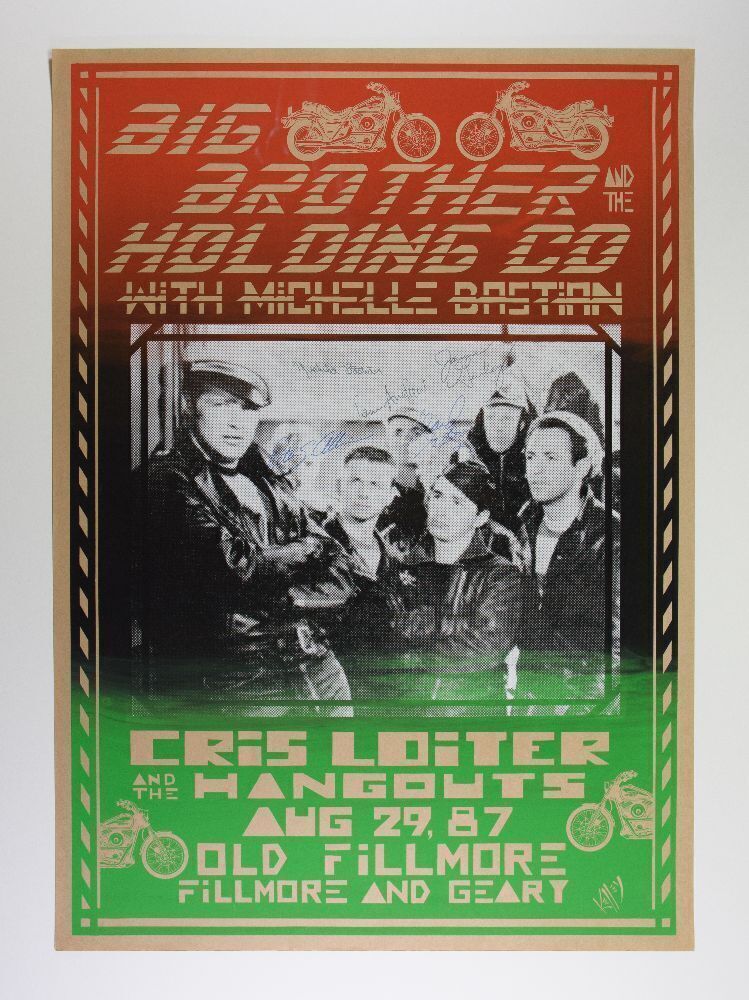 BIG
BROTHER AND THE
HOLDING CO
WITH MICHELLE BASTIAN
CRIS LOITER
AND THE HANGOUTS
AUG 29, 87
OLD FILLMORE
FILLMORE AND GEARY